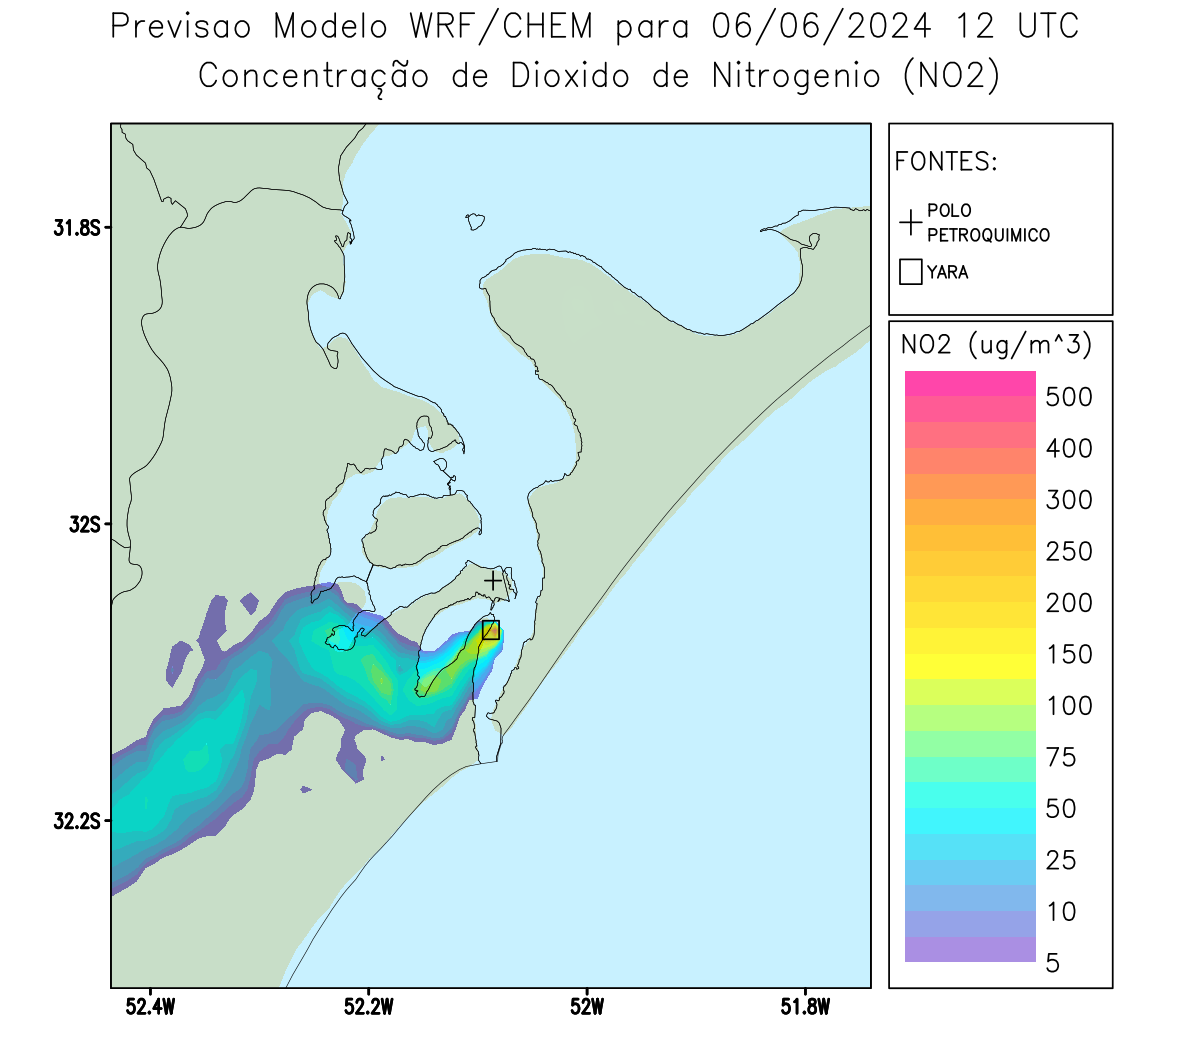 Previsao Modelo WRF/CHEM para 06/06/2024 12 UTC
Concentração de Dioxido de Nitrogenio (NO2)
FONTES:
POLO
PETROQUIMICO
YARA
NO2 (ug/m^3)
500
400
300
250
200
150
100
75
50
25
10
5
31.8S
32S
32.2S
52.4W
52.2W
52W
51.8W